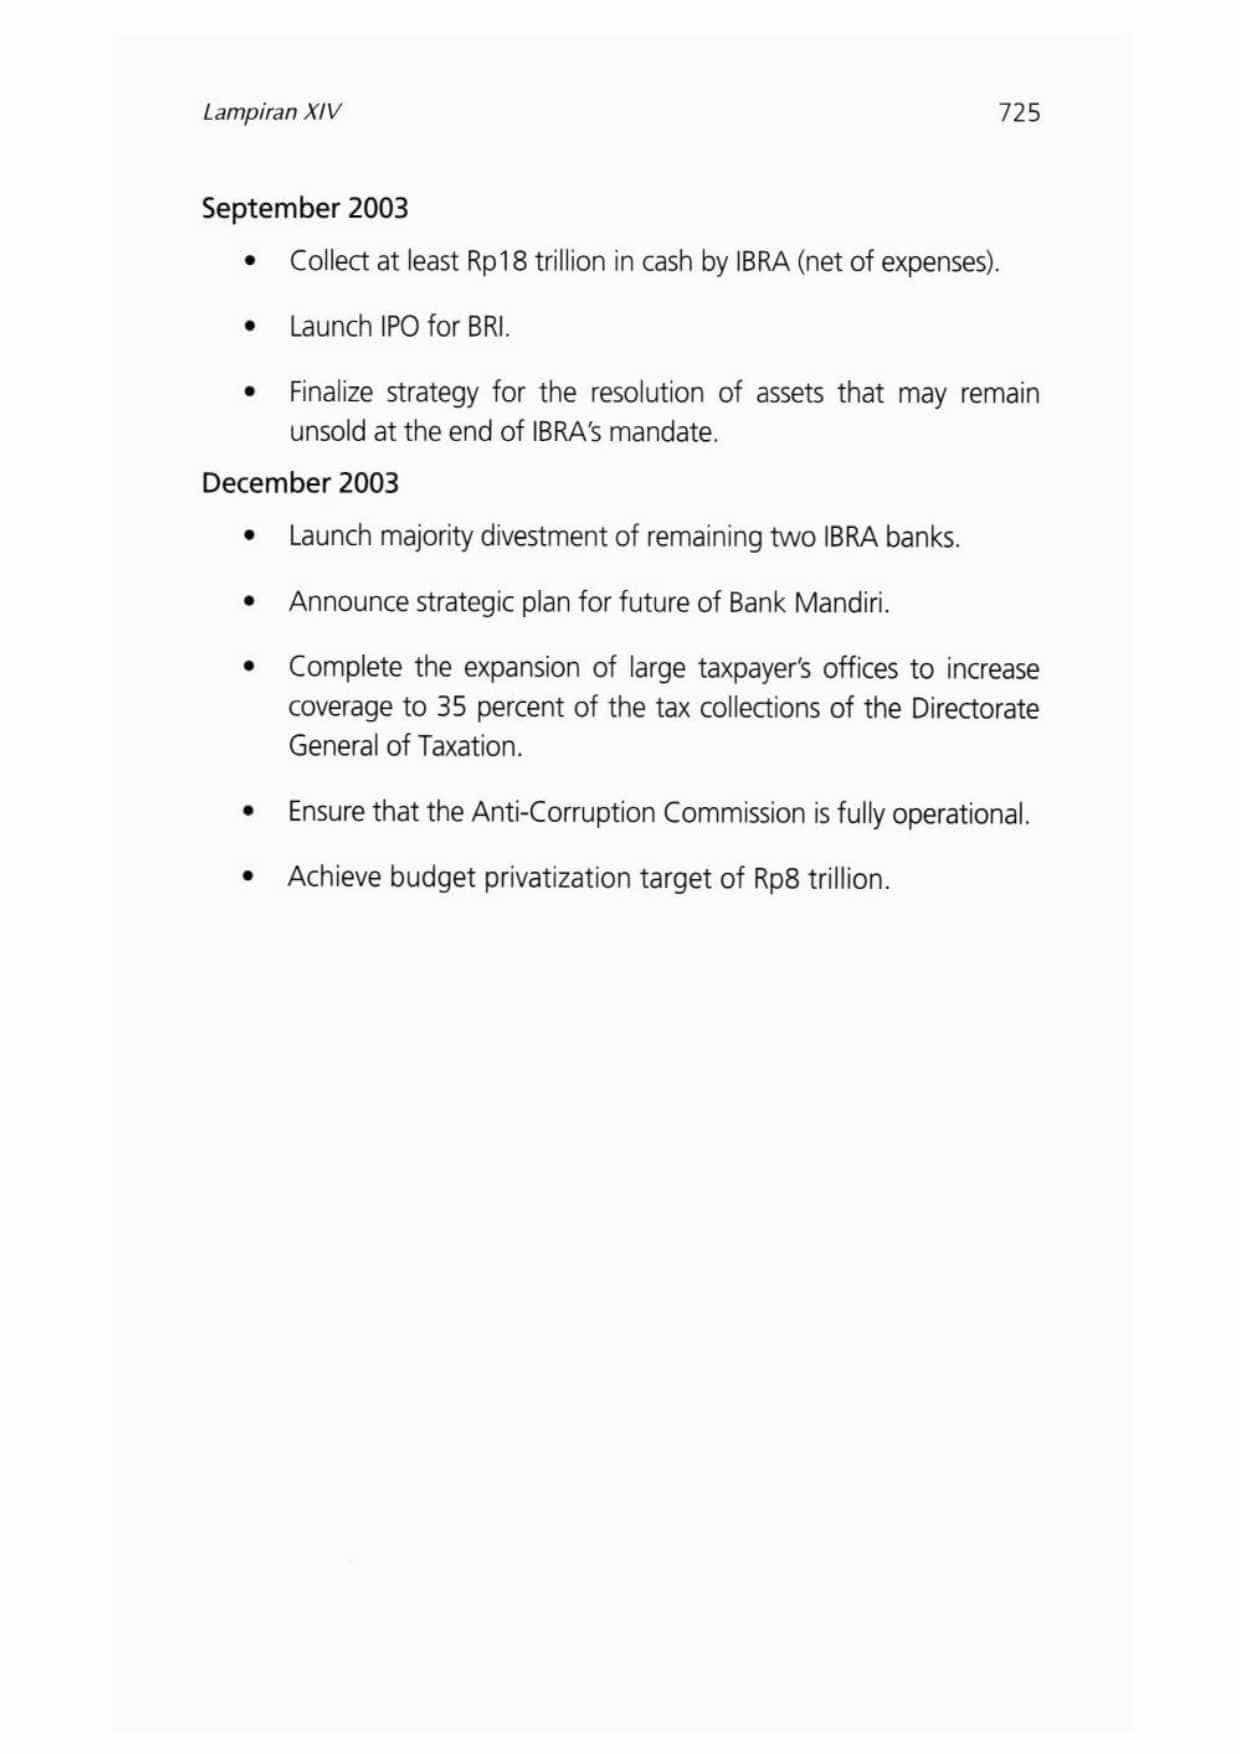 Lampiran XIV 725
September 2003
• Collect at least Rp18 trillion in cash by IBRA (net of expenses).
• Launch IPO for BRI.
• Finalize strategy for the resolution of assets that may remain
unsold at the end of IBRA's mandate.
December 2003
• Launch majority divestment of remaining two IBRA banks.
• Announce strategic plan for future of Bank Mandiri.
• Complete the expansion of large taxpayer's offices to increase
coverage to 35 percent of the tax collections of the Directorate
General of Taxation.
• Ensure that the Anti-Corruption Commission is fully operational.
• Achieve budget privatization target of Rp8 trillion.